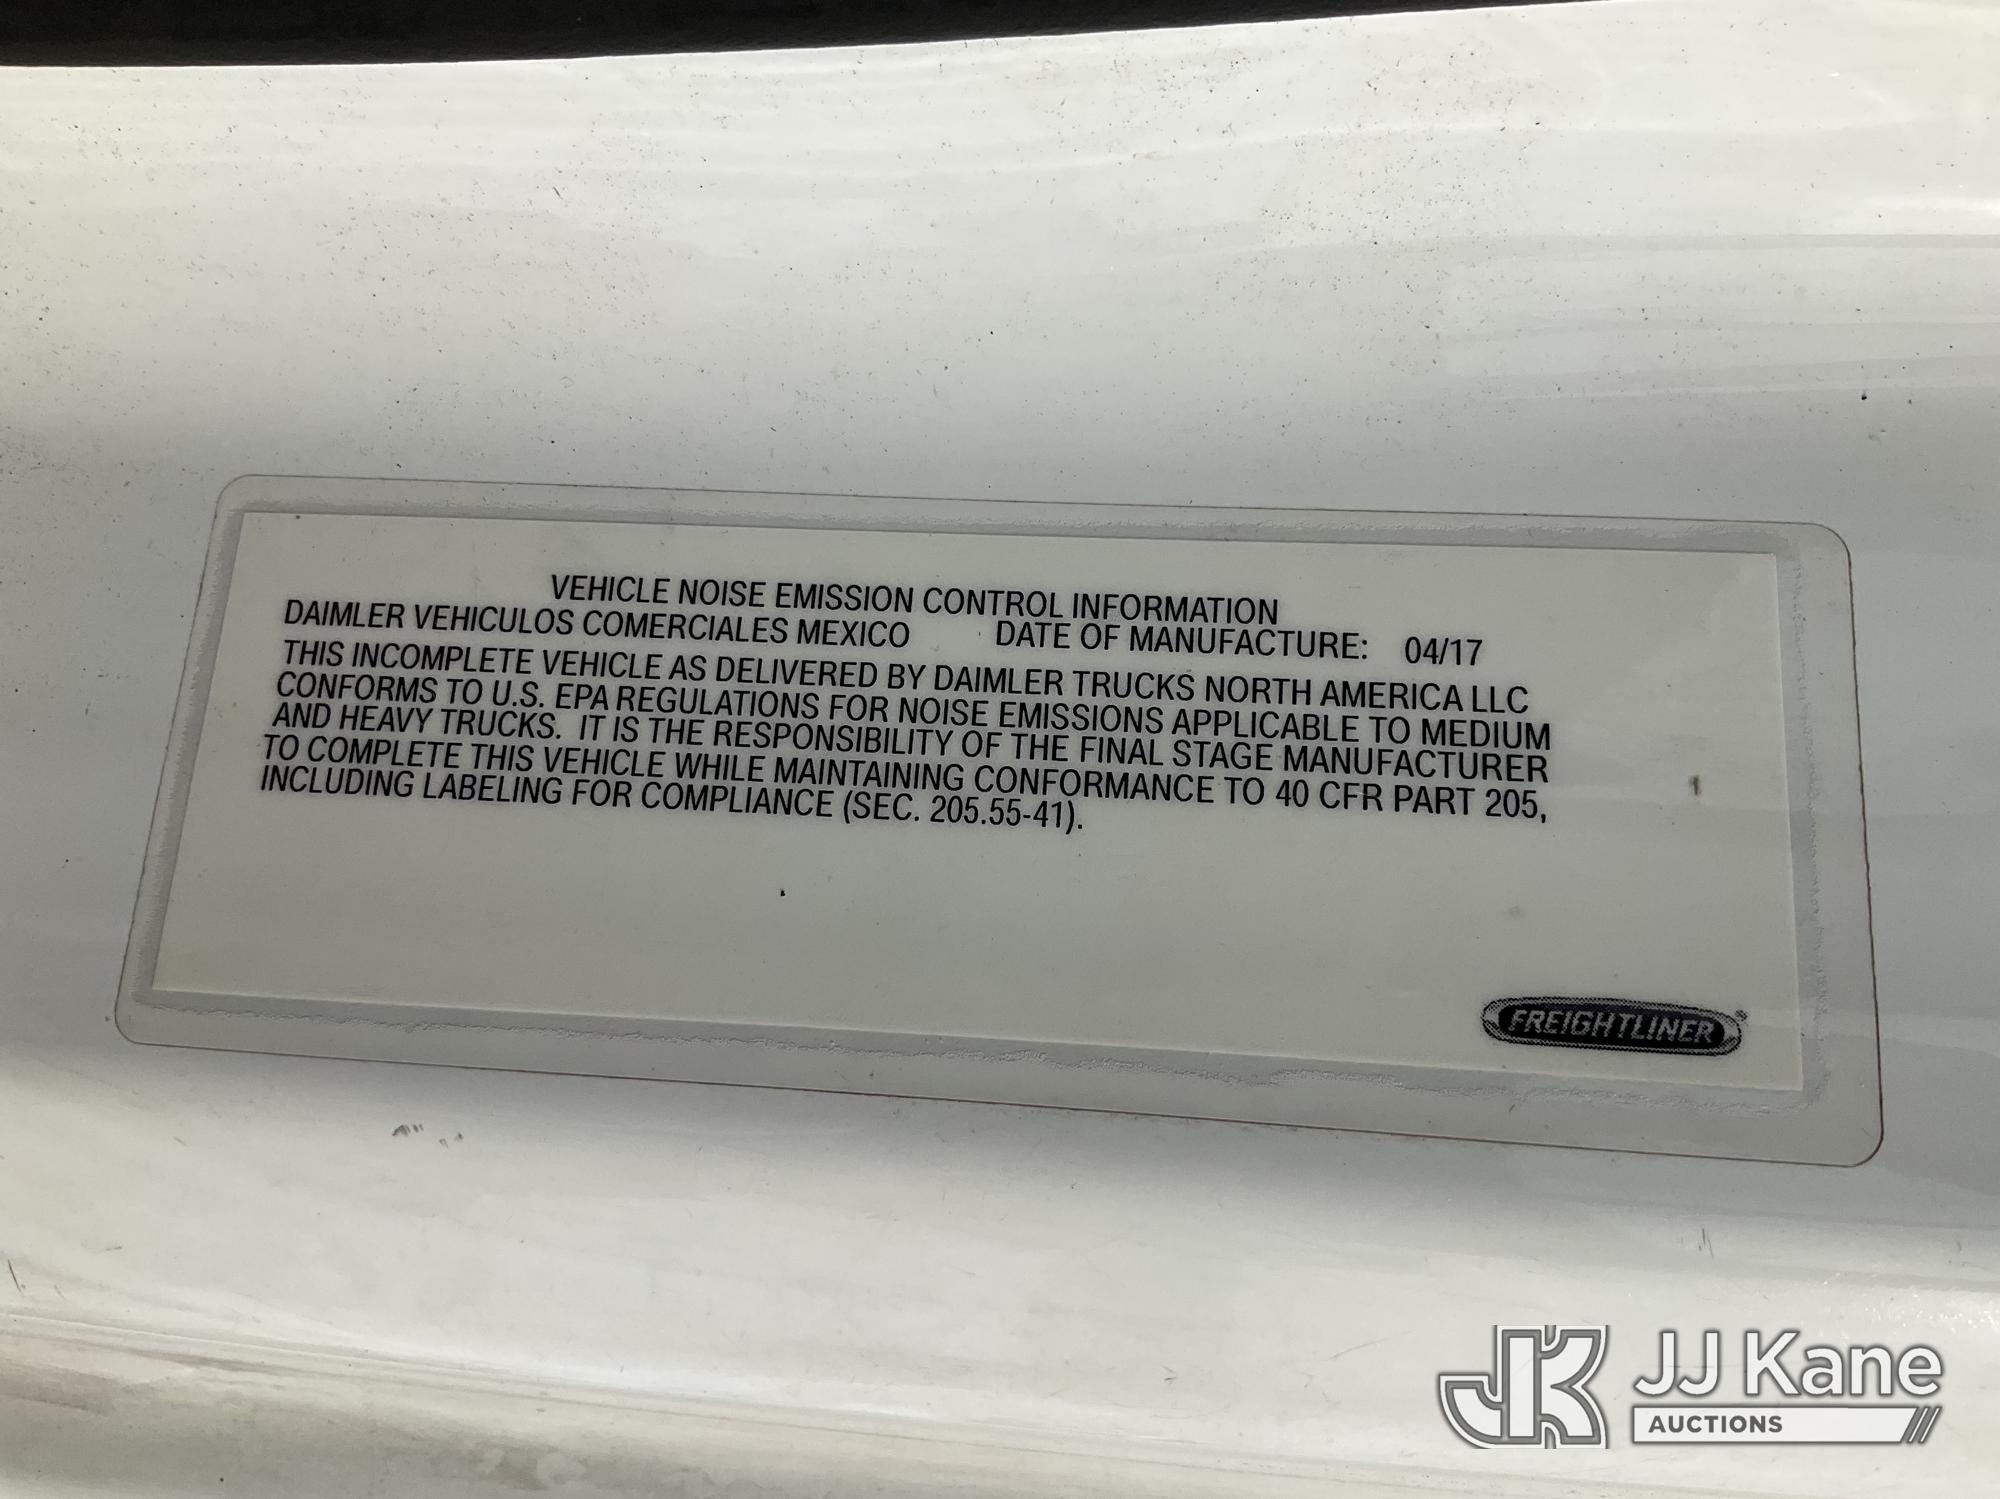 VEHICLE NOISE EMISSION CONTROL INFORMATION
DAIMLER VEHICULOS COMERCIALES MEXICO DATE OF MANUFACTURE: 04/17
THIS INCOMPLETE VEHICLE AS DELIVERED BY DAIMLER TRUCKS NORTH AMERICA LLC
CONFORMS TO U.S. EPA REGULATIONS FOR NOISE EMISSIONS APPLICABLE TO MEDIUM
AND HEAVY TRUCKS. IT IS THE RESPONSIBILITY OF THE FINAL STAGE MANUFACTURER
TO COMPLETE THIS VEHICLE WHILE MAINTAINING CONFORMANCE TO 40 CFR PART 205,
INCLUDING LABELING FOR COMPLIANCE (SEC. 205.55-41).
FREIGHTLINER
JK JJ Kane
AUCTIONS